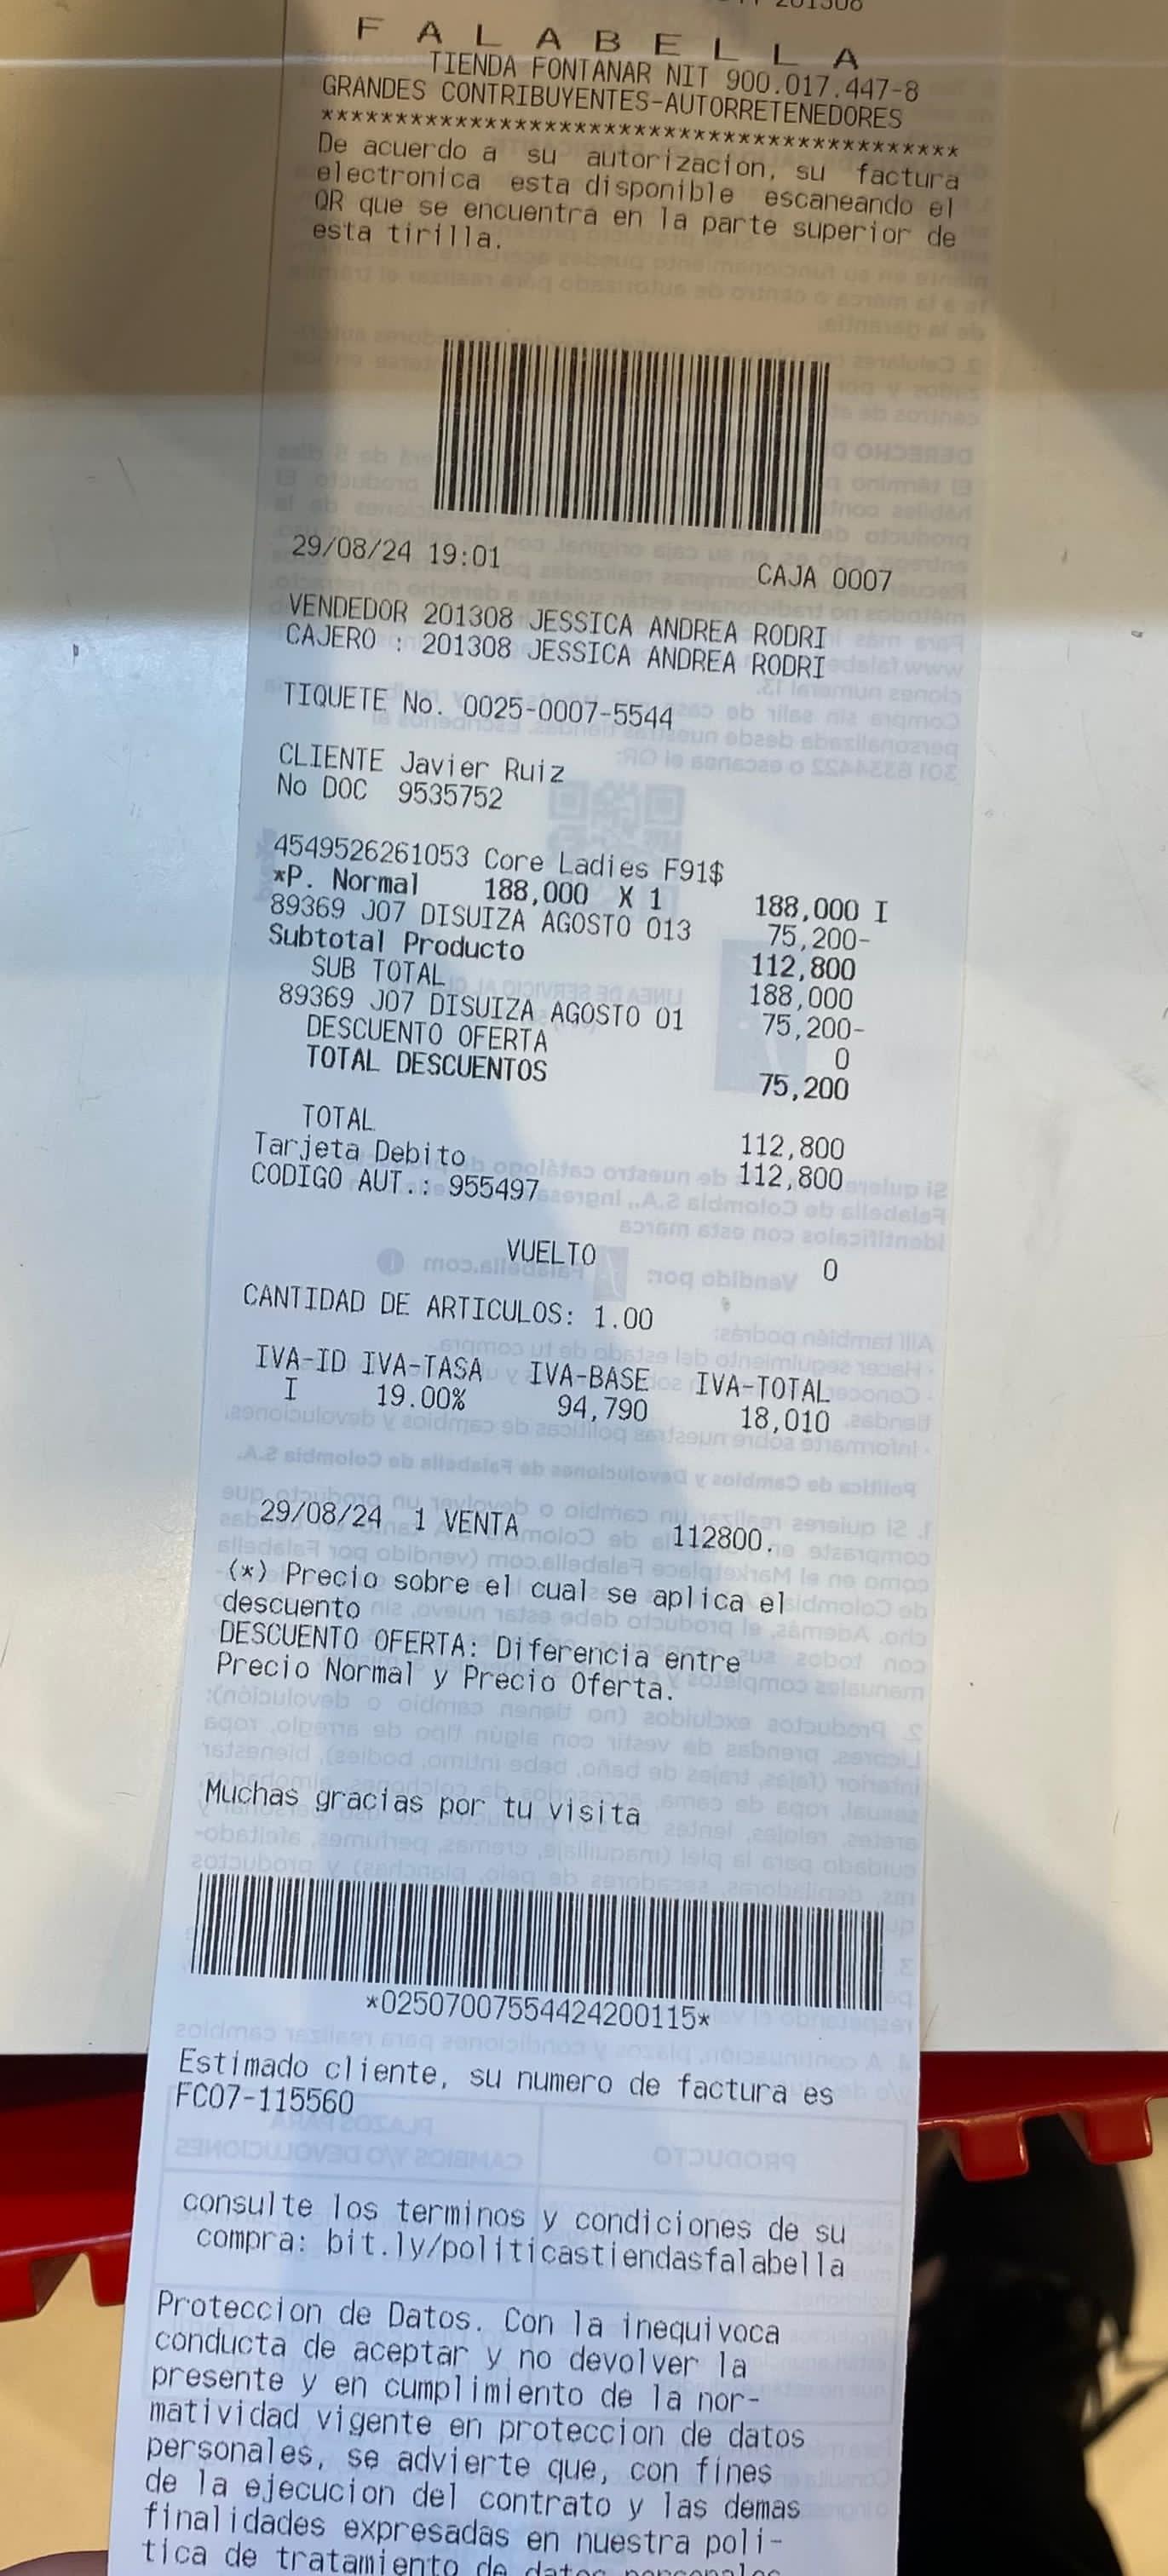 201308
F A L A B E L L A
TIENDA FONTANAR NIT 900.017.447-8
GRANDES CONTRIBUYENTES-AUTORRETENEDORES
*******************************************
De acuerdo a su autorizacion, su factura
electronica esta disponible escaneando el
QR que se encuentra en la parte superior de
esta tirilla.
29/08/24 19:01 CAJA 0007
VENDEDOR 201308 JESSICA ANDREA RODRI
CAJERO : 201308 JESSICA ANDREA RODRI
TIQUETE No. 0025-0007-5544
CLIENTE Javier Ruiz
No DOC 9535752
4549526261053 Core Ladies F91$
*P. Normal 188,000 X 1 188,000 I
89369 J07 DISUIZA AGOSTO 013 75,200-
Subtotal Producto 112,800
SUB TOTAL 188,000
89369 J07 DISUIZA AGOSTO 01 75,200-
DESCUENTO OFERTA 0
TOTAL DESCUENTOS 75,200
TOTAL 112,800
Tarjeta Debito 112,800
CODIGO AUT.: 955497
VUELTO 0
CANTIDAD DE ARTICULOS: 1.00
IVA-ID IVA-TASA IVA-BASE IVA-TOTAL
I 19.00% 94,790 18,010
29/08/24 1 VENTA 112800.
(*) Precio sobre el cual se aplica el
descuento
DESCUENTO OFERTA: Diferencia entre
Precio Normal y Precio Oferta.
Muchas gracias por tu visita
*02507007554424200115*
Estimado cliente, su numero de factura es
FC07-115560
consulte los terminos y condiciones de su
compra: bit.ly/politicastiendasfalabella
Proteccion de Datos. Con la inequivoca
conducta de aceptar y no devolver la
presente y en cumplimiento de la nor-
matividad vigente en proteccion de datos
personales, se advierte que, con fines
de la ejecucion del contrato y las demas
finalidades expresadas en nuestra poli-
tica de tratamiento de datos personales